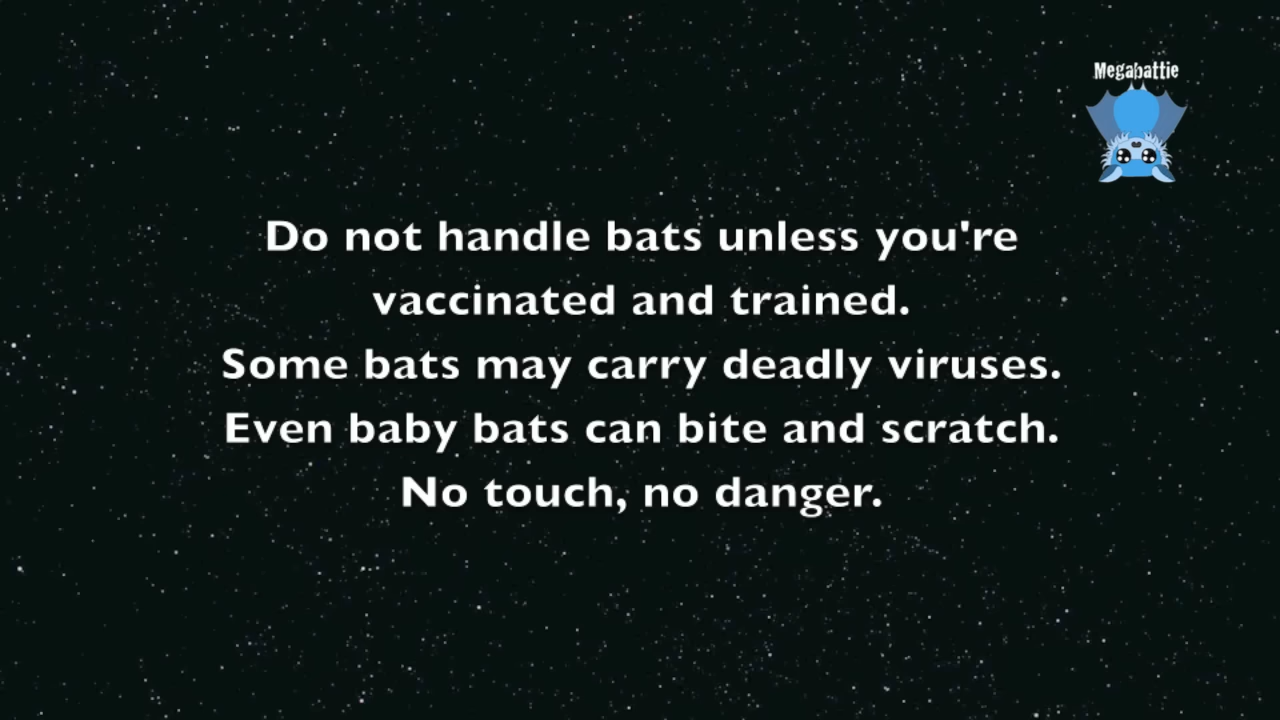 Megabattie
Do not handle bats unless you're
vaccinated and trained.
Some bats may carry deadly viruses.
Even baby bats can bite and scratch.
No touch, no danger.